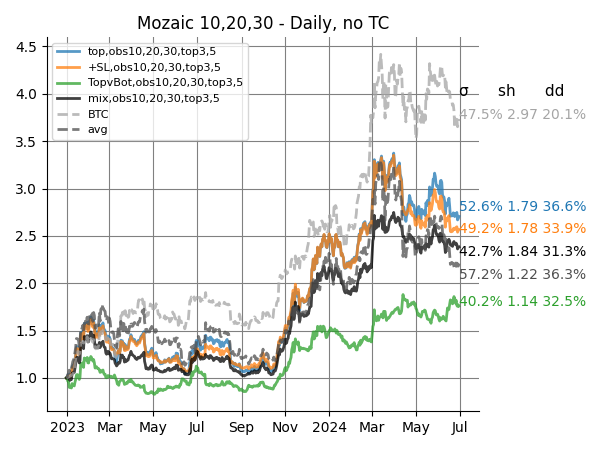 Mozaic 10,20,30 - Daily, no TC
top,obs10,20,30,top3,5
+SL,obs10,20,30,top3,5
TopvBot,obs10,20,30,top3,5
mix,obs10,20,30,top3,5
BTC
avg
4.5
4.0
3.5
3.0
2.5
2.0
1.5
1.0
σ sh dd
47.5% 2.97 20.1%
52.6% 1.79 36.6%
49.2% 1.78 33.9%
42.7% 1.84 31.3%
57.2% 1.22 36.3%
40.2% 1.14 32.5%
2023 Mar May Jul Sep Nov 2024 Mar May Jul